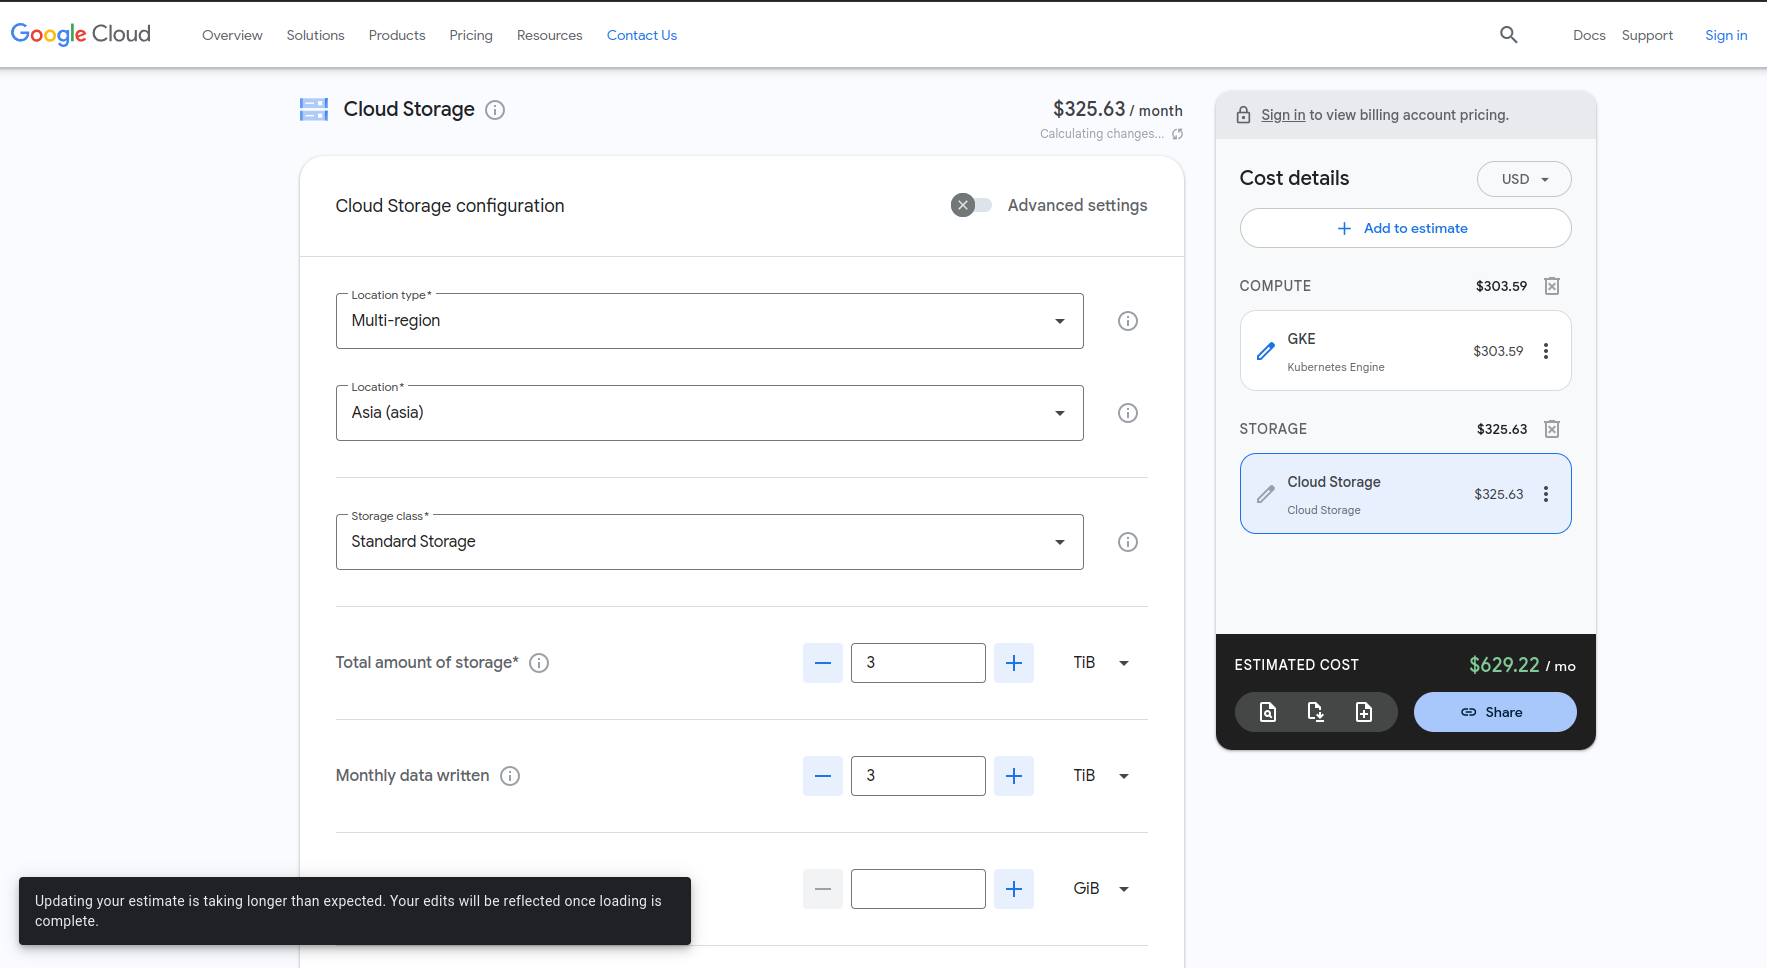 Google Cloud
Overview Solutions Products Pricing Resources Contact Us Docs Support Sign in
Cloud Storage
$325.63 / month
Calculating changes...
Cloud Storage configuration
Advanced settings
Location type*
Multi-region
Location*
Asia (asia)
Storage class*
Standard Storage
Total amount of storage* 3 TiB
Monthly data written 3 TiB
GiB
Updating your estimate is taking longer than expected. Your edits will be reflected once loading is
complete.
Sign in to view billing account pricing.
Cost details USD
Add to estimate
COMPUTE $303.59
GKE
Kubernetes Engine
$303.59
STORAGE $325.63
Cloud Storage
Cloud Storage
$325.63
ESTIMATED COST $629.22 / mo
Share